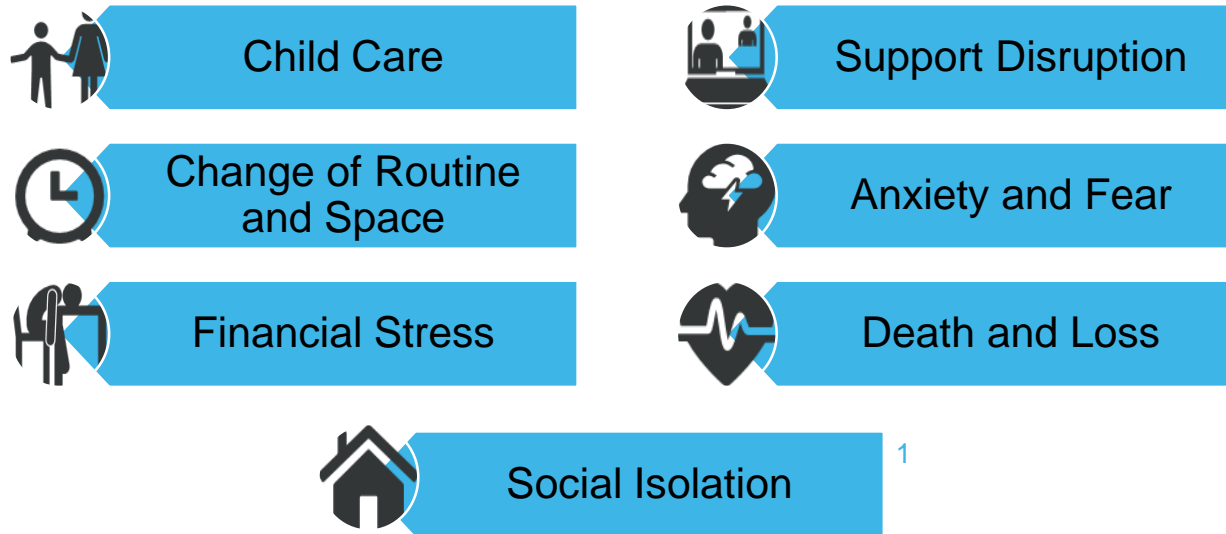 Child Care
Support Disruption
Change of Routine
and Space
Anxiety and Fear
Financial Stress
Death and Loss
Social Isolation
1